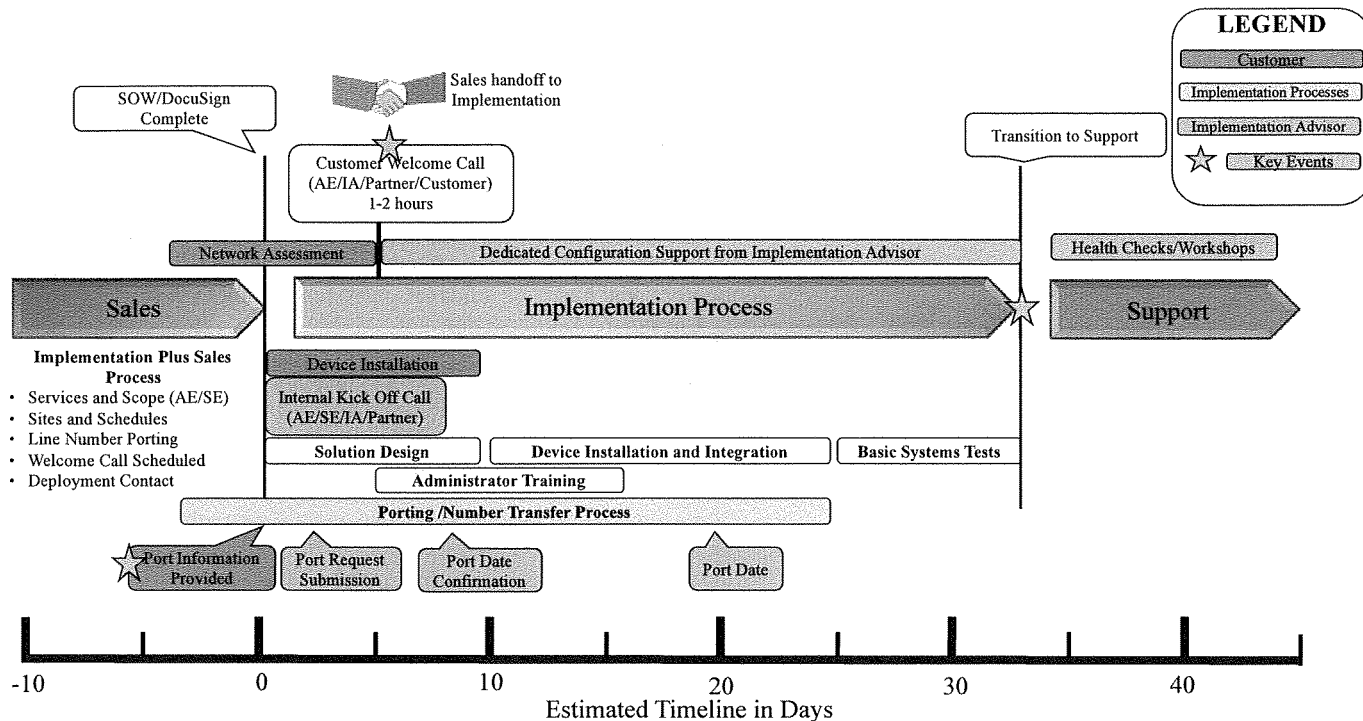 LEGEND
Customer
Implementation Processes
Implementation Advisor
Key Events
SOW/DocuSign
Complete
Sales handoff to
Implementation
Customer Welcome Call
(AE/IA/Partner/Customer)
1-2 hours
Transition to Support
Network Assessment
Dedicated Configuration Support from Implementation Advisor
Health Checks/Workshops
Sales
Implementation Process
Support
Implementation Plus Sales
Process
• Services and Scope (AE/SE)
• Sites and Schedules
• Line Number Porting
• Welcome Call Scheduled
• Deployment Contact
Device Installation
Internal Kick Off Call
(AE/SE/IA/Partner)
Solution Design
Device Installation and Integration
Basic Systems Tests
Administrator Training
Porting /Number Transfer Process
Port Information
Provided
Port Request
Submission
Port Date
Confirmation
Port Date
-10 0 10 20 30 40
Estimated Timeline in Days